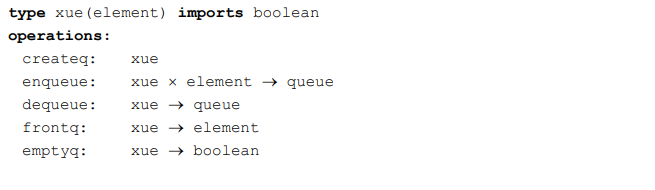 type xue(element) imports boolean
operations:
createq: xue
enqueue: xue × element → queue
dequeue: xue → queue
frontq: xue → element
emptyq: xue → boolean